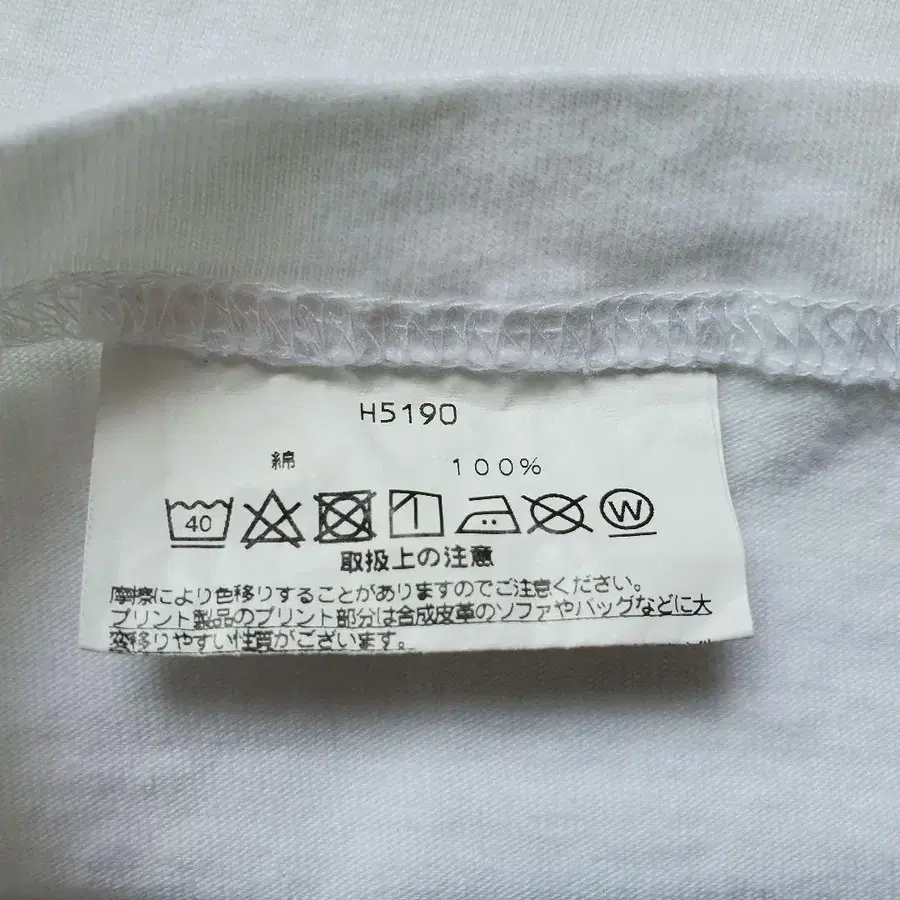 H5190
綿 100%
40 W
取扱上の注意
摩擦により色移りすることがありますのでご注意ください。
プリント製品のプリント部分は合成皮革のソファやバッグなどに大
変移りやすい性質がございます。